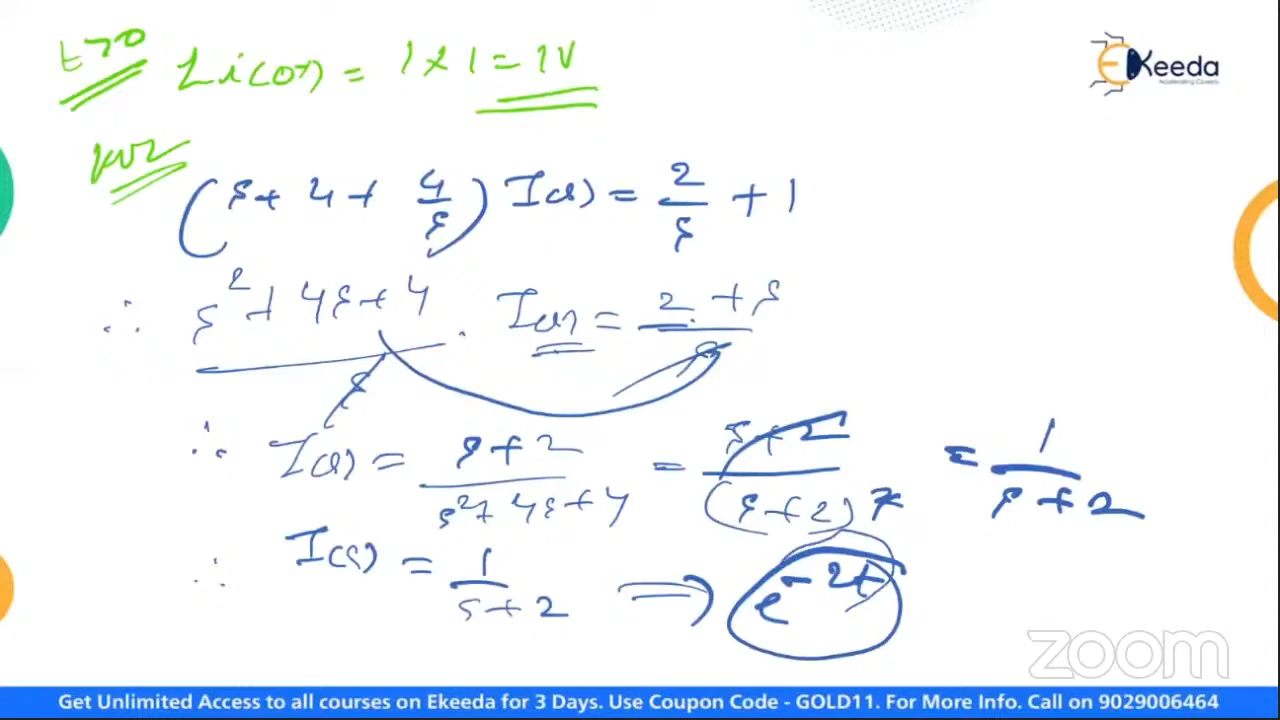 t>0
Li(0+) = 1 x 1 = 1V
EKeeda
Accelerating Careers
KVL
(s + 4 + 4/s) I(s) = 2/s + 1
∴ (s² + 4s + 4)/s . I(s) = (2 + s)/s
∴ I(s) = (s + 2)/(s² + 4s + 4) = (s + 2)/(s + 2)² = 1/(s + 2)
∴ I(s) = 1/(s + 2) ⟹ e^-2t
zoom
Get Unlimited Access to all courses on Ekeeda for 3 Days. Use Coupon Code - GOLD11. For More Info. Call on 9029006464